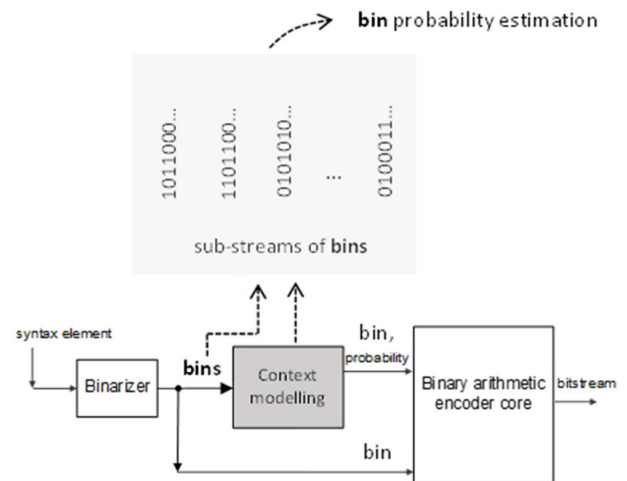 bin probability estimation
1011000...
1101100...
0101010...
...
0100011...
sub-streams of bins
syntax element
Binarizer
bins
Context
modelling
bin,
probability
bin
Binary arithmetic
encoder core
bitstream